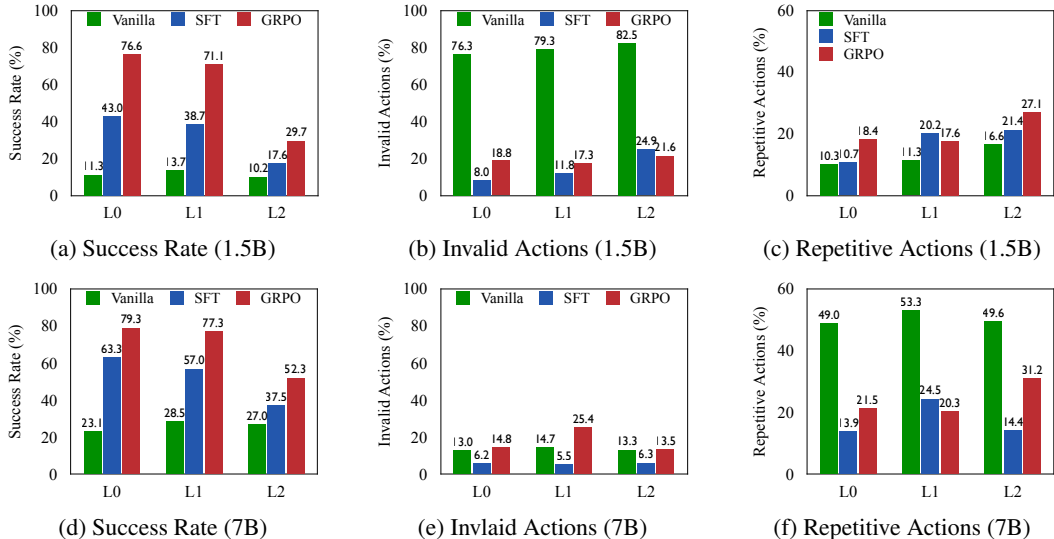 Vanilla SFT GRPO
Success Rate (%)
100
80
60
40
20
0
11.3 43.0 76.6
13.7 38.7 71.1
10.2 17.6 29.7
L0 L1 L2
(a) Success Rate (1.5B)
Vanilla SFT GRPO
Invalid Actions (%)
100
80
60
40
20
0
76.3 8.0 18.8
79.3 11.8 17.3
82.5 24.9 21.6
L0 L1 L2
(b) Invalid Actions (1.5B)
Vanilla
SFT
GRPO
Repetitive Actions (%)
60
40
20
0
10.3 10.7 18.4
11.3 20.2 17.6
16.6 21.4 27.1
L0 L1 L2
(c) Repetitive Actions (1.5B)
Vanilla SFT GRPO
Success Rate (%)
100
80
60
40
20
0
23.1 63.3 79.3
28.5 57.0 77.3
27.0 37.5 52.3
L0 L1 L2
(d) Success Rate (7B)
Vanilla SFT GRPO
Invalid Actions (%)
100
80
60
40
20
0
13.0 6.2 14.8
14.7 5.5 25.4
13.3 6.3 13.5
L0 L1 L2
(e) Invlaid Actions (7B)
Repetitive Actions (%)
60
40
20
0
49.0 13.9 21.5
53.3 24.5 20.3
49.6 14.4 31.2
L0 L1 L2
(f) Repetitive Actions (7B)